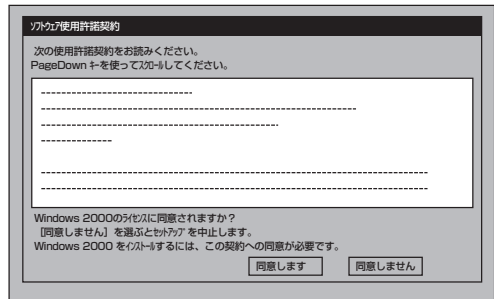 ソフトウェア使用許諾契約
次の使用許諾契約をお読みください。
PageDown キーを使ってスクロールしてください。
Windows 2000のライセンスに同意されますか?
[同意しません] を選ぶとセットアップを中止します。
Windows 2000 をインストールするには、この契約への同意が必要です。
同意します 同意しません